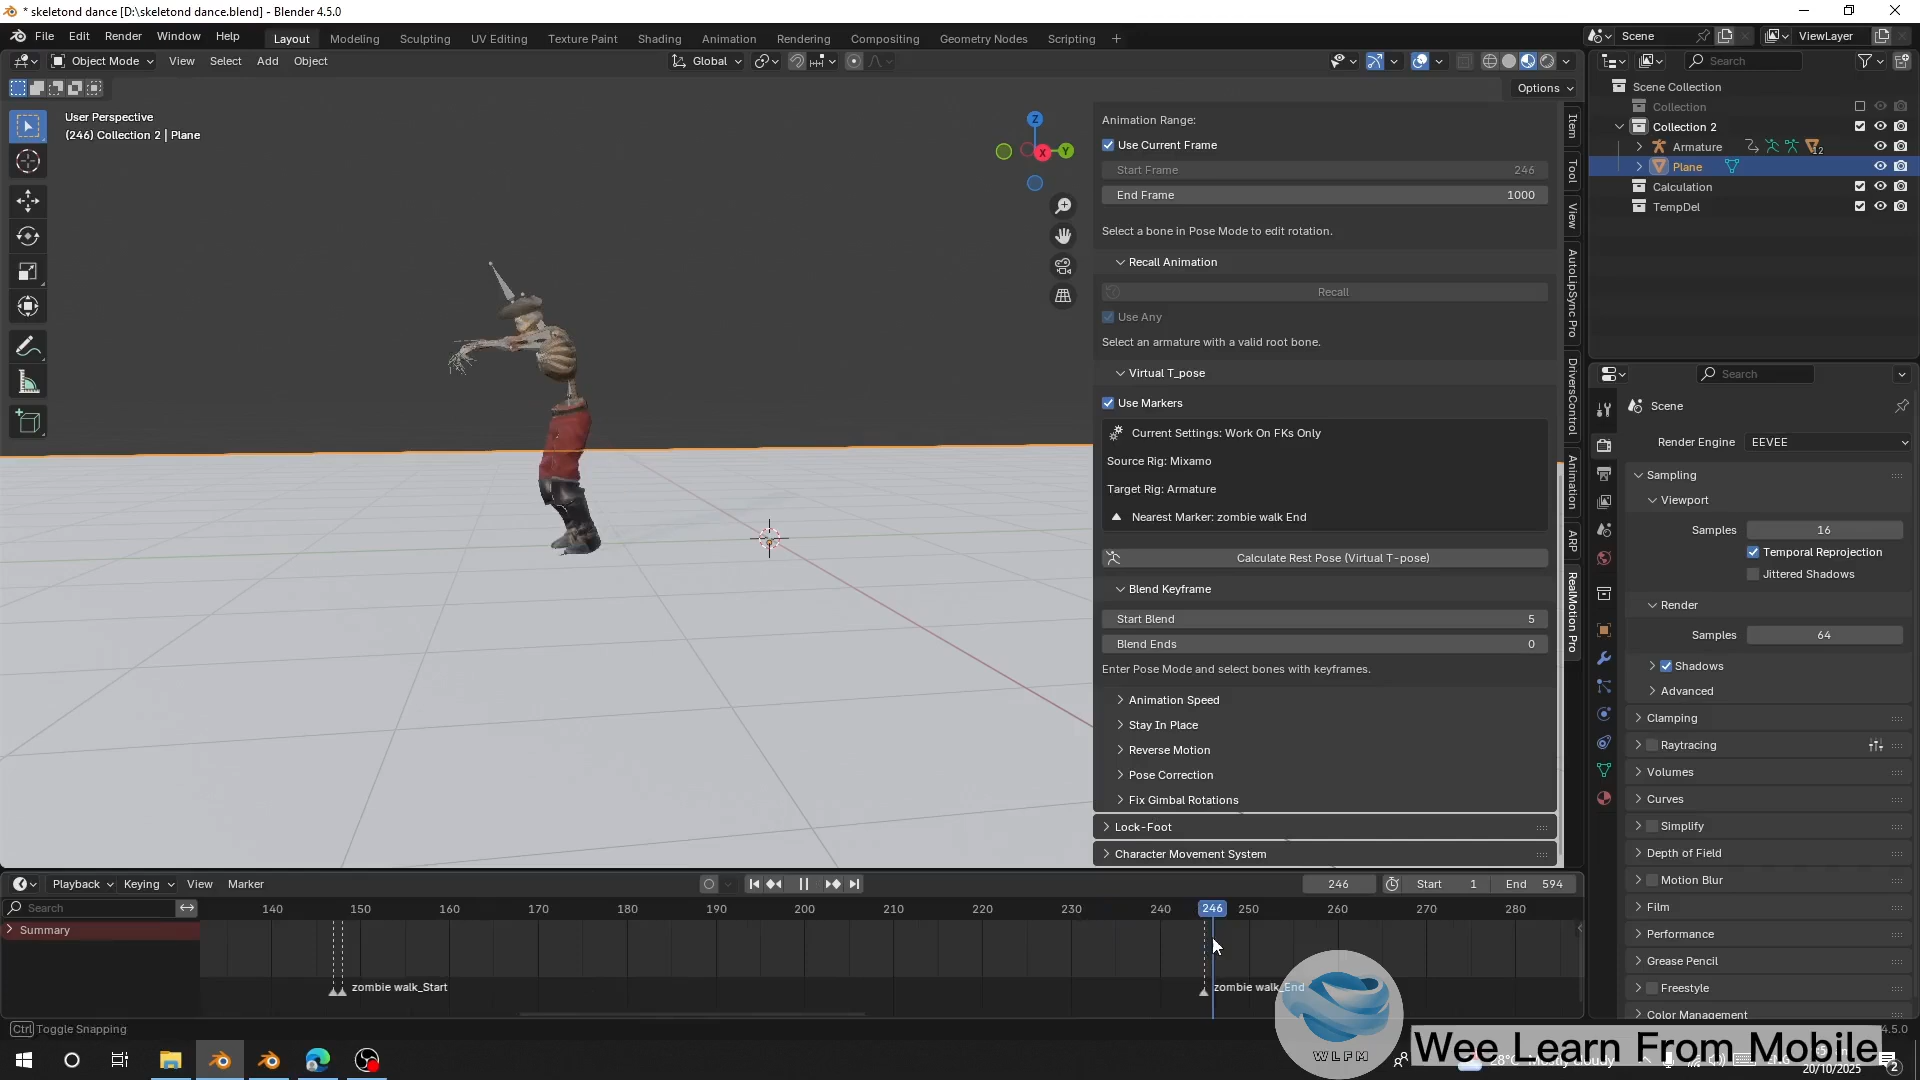 * skeletond dance [D:\skeletond dance.blend] - Blender 4.5.0
File Edit Render Window Help
Layout Modeling Sculpting UV Editing Texture Paint Shading Animation Rendering Compositing Geometry Nodes Scripting +
Scene
ViewLayer
Object Mode View Select Add Object
Global
Options
User Perspective
(246) Collection 2 | Plane
Z
X
Y
Animation Range:
Use Current Frame
Start Frame 246
End Frame 1000
Select a bone in Pose Mode to edit rotation.
Recall Animation
Recall
Use Any
Select an armature with a valid root bone.
Virtual T_pose
Use Markers
Current Settings: Work On FKs Only
Source Rig: Mixamo
Target Rig: Armature
Nearest Marker: zombie walk End
Calculate Rest Pose (Virtual T-pose)
Blend Keyframe
Start Blend 5
Blend Ends 0
Enter Pose Mode and select bones with keyframes.
Animation Speed
Stay In Place
Reverse Motion
Pose Correction
Fix Gimbal Rotations
Lock-Foot
Character Movement System
Item
Tool
View
AutoLipSync Pro
DriversControl
Animation
ARP
RealMotion Pro
Search
Scene Collection
Collection
Collection 2
Armature 12
Plane
Calculation
TempDel
Search
Scene
Render Engine EEVEE
Sampling
Viewport
Samples 16
Temporal Reprojection
Jittered Shadows
Render
Samples 64
Shadows
Advanced
Clamping
Raytracing
Volumes
Curves
Simplify
Depth of Field
Motion Blur
Film
Performance
Grease Pencil
Freestyle
Color Management
Playback Keying View Marker
246 Start 1 End 594
Search
140 150 160 170 180 190 200 210 220 230 240 246 250 260 270 280
Summary
zombie walk_Start
zombie walk_End
Ctrl Toggle Snapping
4.5.0
WLFM
Wee Learn From Mobile
28°C Mostly cloudy
ENG
20/10/2025
2